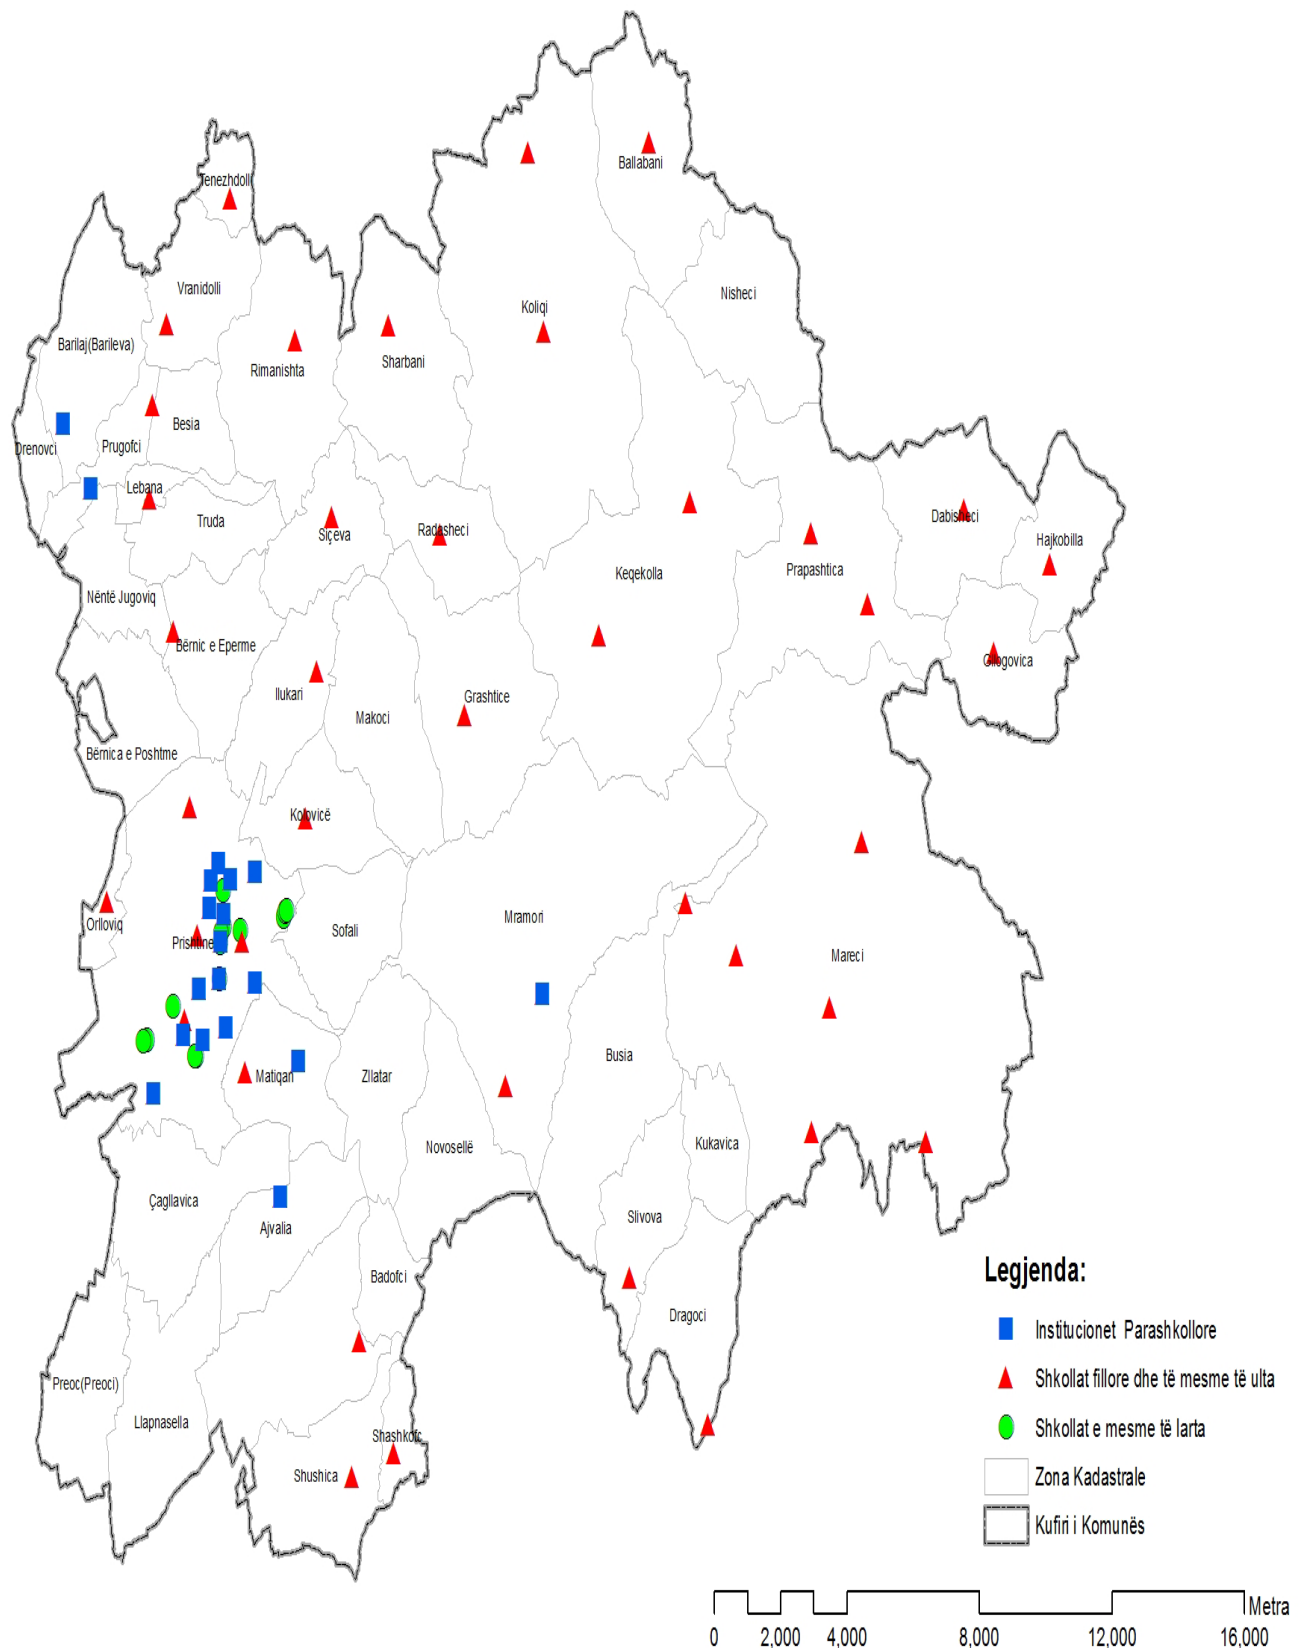 Ballabani
Tenezhdolli
Vranidolli
Nisheci
Koliqi
Barilaj(Barileva)
Sharbani
Rimanishta
Besia
Prugofci
Drenovci
Lebana
Truda
Siçeva
Radasheci
Dabisheci
Hajkobilla
Keqekolla
Prapashtica
Nëntë Jugoviq
Bërnic e Eperme
Gllogovica
Ilukari
Grashtice
Makoci
Bërnica e Poshtme
Kolovicë
Orlloviq
Sofali
Mramori
Prishtine
Mareci
Busia
Matiqan
Zllatar
Kukavica
Novosellë
Çagllavica
Slivova
Ajvalia
Badofci
Dragoci
Preoc(Preoci)
Llapnasella
Shashkofc
Shushica
Legjenda:
Institucionet Parashkollore
Shkollat fillore dhe të mesme të ulta
Shkollat e mesme të larta
Zona Kadastrale
Kufiri i Komunës
Metra
0 2,000 4,000 8,000 12,000 16,000